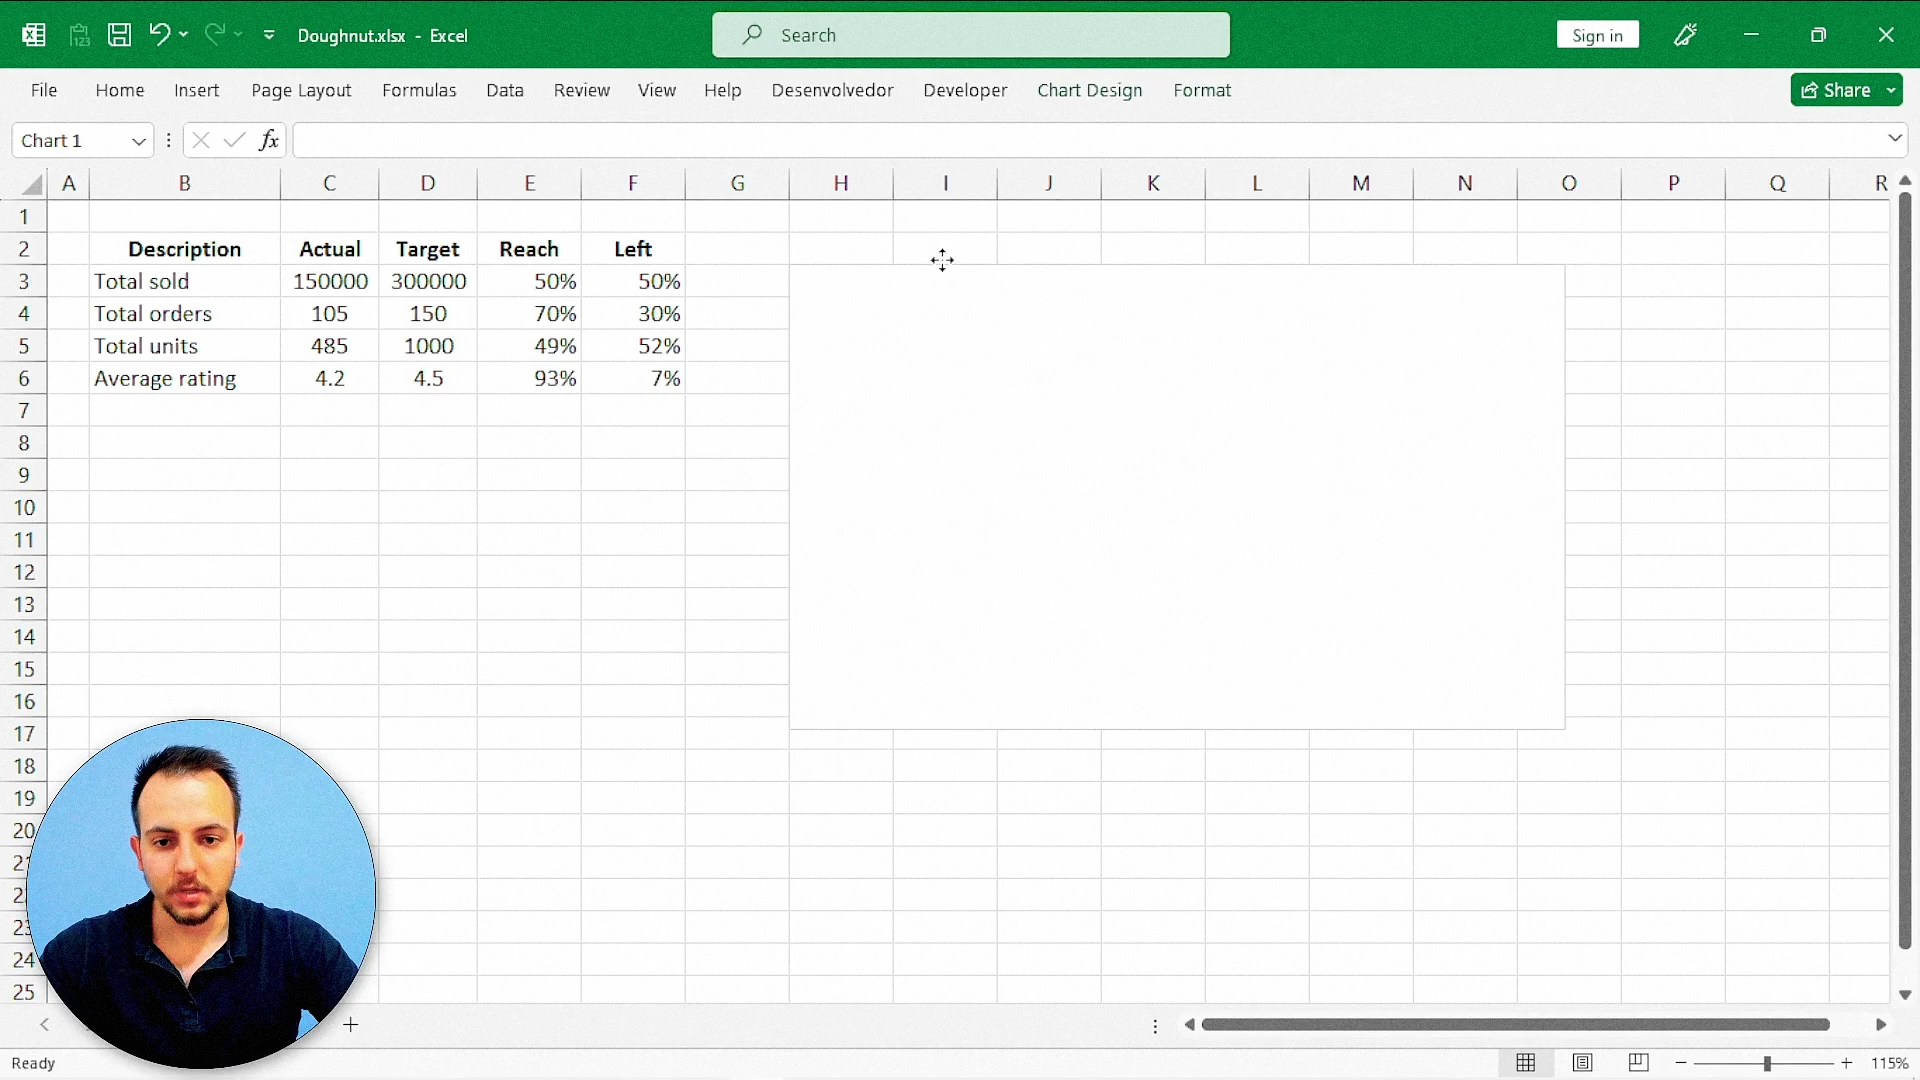 Doughnut.xlsx - Excel
Search
Sign in
File Home Insert Page Layout Formulas Data Review View Help Desenvolvedor Developer Chart Design Format Share
Chart 1 fx
A B C D E F G H I J K L M N O P Q R
1
2 Description Actual Target Reach Left
3 Total sold 150000 300000 50% 50%
4 Total orders 105 150 70% 30%
5 Total units 485 1000 49% 52%
6 Average rating 4.2 4.5 93% 7%
7
8
9
10
11
12
13
14
15
16
17
18
19
20
24
25
Ready
115%